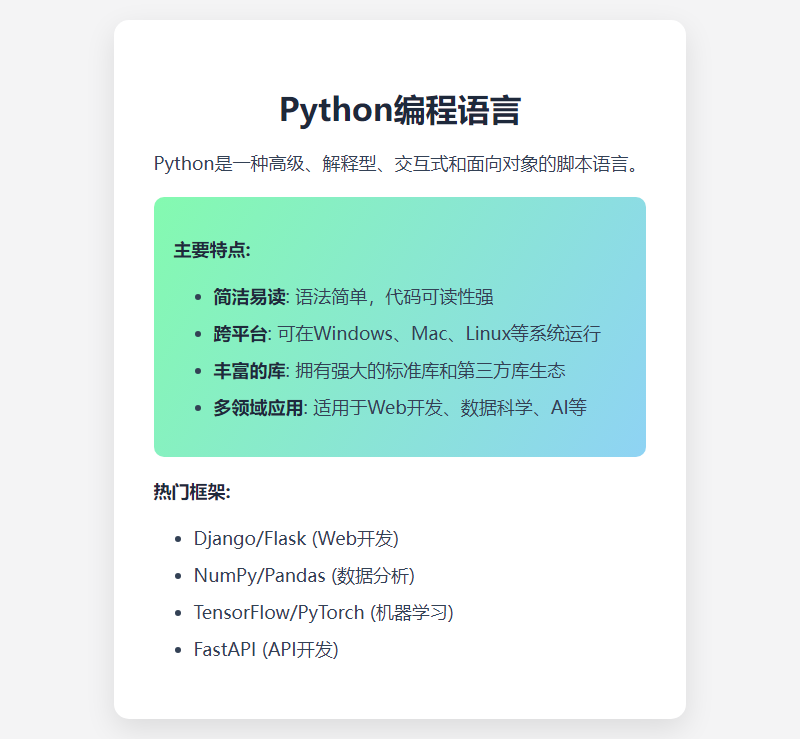 Python编程语言
Python是一种高级、解释型、交互式和面向对象的脚本语言。
主要特点:
简洁易读: 语法简单，代码可读性强
跨平台: 可在Windows、Mac、Linux等系统运行
丰富的库: 拥有强大的标准库和第三方库生态
多领域应用: 适用于Web开发、数据科学、AI等
热门框架:
Django/Flask (Web开发)
NumPy/Pandas (数据分析)
TensorFlow/PyTorch (机器学习)
FastAPI (API开发)